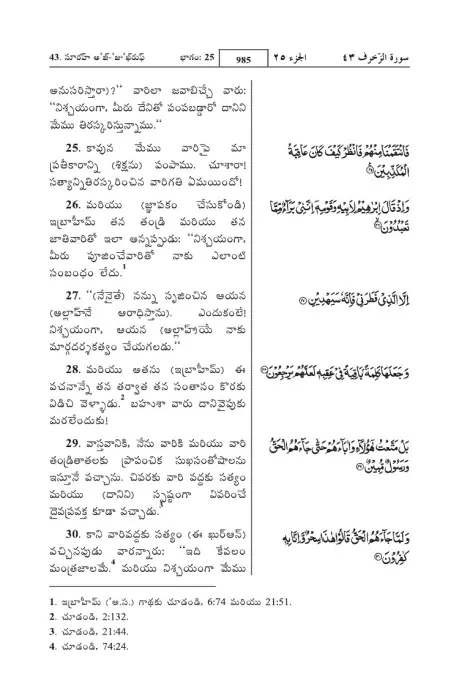 43. సూరహ్ అ'జ్-'జు-'ఖ్రుఫ్ భాగం: 25 985 الجزء ٢٥ سورة الزخرف ٤٣
అనుసరిస్తారా)?" వారిలా జవాబిచ్చే వారు:
"నిశ్చయంగా, మీరు దేనితో పంపబడ్డారో దానిని
మేము తిరస్కరిస్తున్నాము."
25. కావున మేము వారిపై మా
ప్రతీకారాన్ని (శిక్షను) పంపాము. చూశారా!
సత్యాన్నితిరస్కరించిన వారిగతి ఏమయిందో!
فَانْتَقَمْنَا مِنْهُمْ فَانْظُرْ كَيْفَ كَانَ عَاقِبَةُ
الْمُكَذِّبِيْنَ ۝٢٥
26. మరియు (జ్ఞాపకం చేసుకోండి)
ఇబ్రాహీమ్ తన తండ్రి మరియు తన
జాతివారితో ఇలా అన్నప్పుడు: "నిశ్చయంగా,
మీరు పూజించేవారితో నాకు ఎలాంటి
సంబంధం లేదు.1
وَاِذْ قَالَ اِبْرٰهِيْمُ لِاَبِيْهِ وَقَوْمِهٖٓ اِنَّنِيْ بَرَآءٌ مِّمَّا
تَعْبُدُوْنَ ۝٢٦
27. "(నేనైతే) నన్ను సృజించిన ఆయన
(అల్లాహ్‌నే ఆరాధిస్తాను). ఎందుకంటే!
నిశ్చయంగా, ఆయన (అల్లాహ్)యే నాకు
మార్గదర్శకత్వం చేయగలడు."
اِلَّا الَّذِيْ فَطَرَنِيْ فَاِنَّهٗ سَيَهْدِيْنِ ۝٢٧
28. మరియు అతను (ఇబ్రాహీమ్) ఈ
వచనాన్నే తన తర్వాత తన సంతానం కొరకు
విడిచి వెళ్ళాడు.2 బహుశా వారు దానివైపుకు
మరలేందుకు!
وَجَعَلَهَا كَلِمَةً بَاقِيَةً فِيْ عَقِبِهٖ لَعَلَّهُمْ يَرْجِعُوْنَ ۝٢٨
29. వాస్తవానికి, నేను వారికి మరియు వారి
తండ్రితాతలకు ప్రాపంచిక సుఖసంతోషాలను
ఇస్తూనే వచ్చాను. చివరకు వారి వద్దకు సత్యం
మరియు (దానిని) స్పష్టంగా వివరించే
దైవప్రవక్త కూడా వచ్చాడు.3
بَلْ مَتَّعْتُ هٰٓؤُلَآءِ وَاٰبَآءَهُمْ حَتّٰى جَآءَهُمُ الْحَقُّ
وَرَسُوْلٌ مُّبِيْنٌ ۝٢٩
30. కాని వారివద్దకు సత్యం (ఈ ఖుర్ఆన్)
వచ్చినపుడు వారన్నారు: "ఇది కేవలం
మంత్రజాలమే.4 మరియు నిశ్చయంగా మేము
وَلَمَّا جَآءَهُمُ الْحَقُّ قَالُوْا هٰذَا سِحْرٌ وَّاِنَّا بِهٖ
كٰفِرُوْنَ ۝٣٠
1. ఇబ్రాహీమ్ ('అ.స.) గాథకు చూడండి, 6:74 మరియు 21:51.
2. చూడండి, 2:132.
3. చూడండి, 21:44.
4. చూడండి, 74:24.